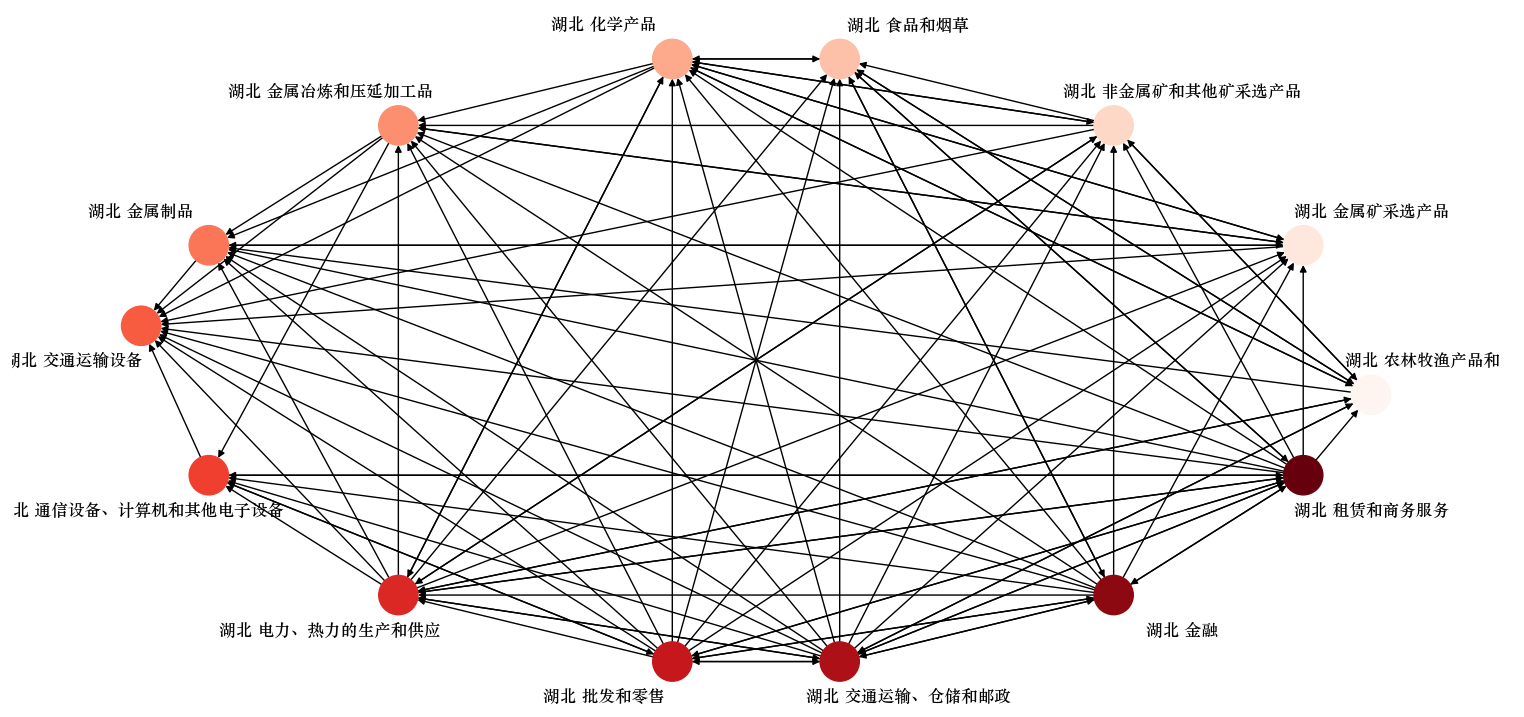 湖北 化学产品
湖北 食品和烟草
湖北 金属冶炼和压延加工品
湖北 非金属矿和其他矿采选产品
湖北 金属制品
湖北 金属矿采选产品
湖北 交通运输设备
湖北 农林牧渔产品和
北 通信设备、计算机和其他电子设备
湖北 租赁和商务服务
湖北 电力、热力的生产和供应
湖北 金融
湖北 批发和零售
湖北 交通运输、仓储和邮政